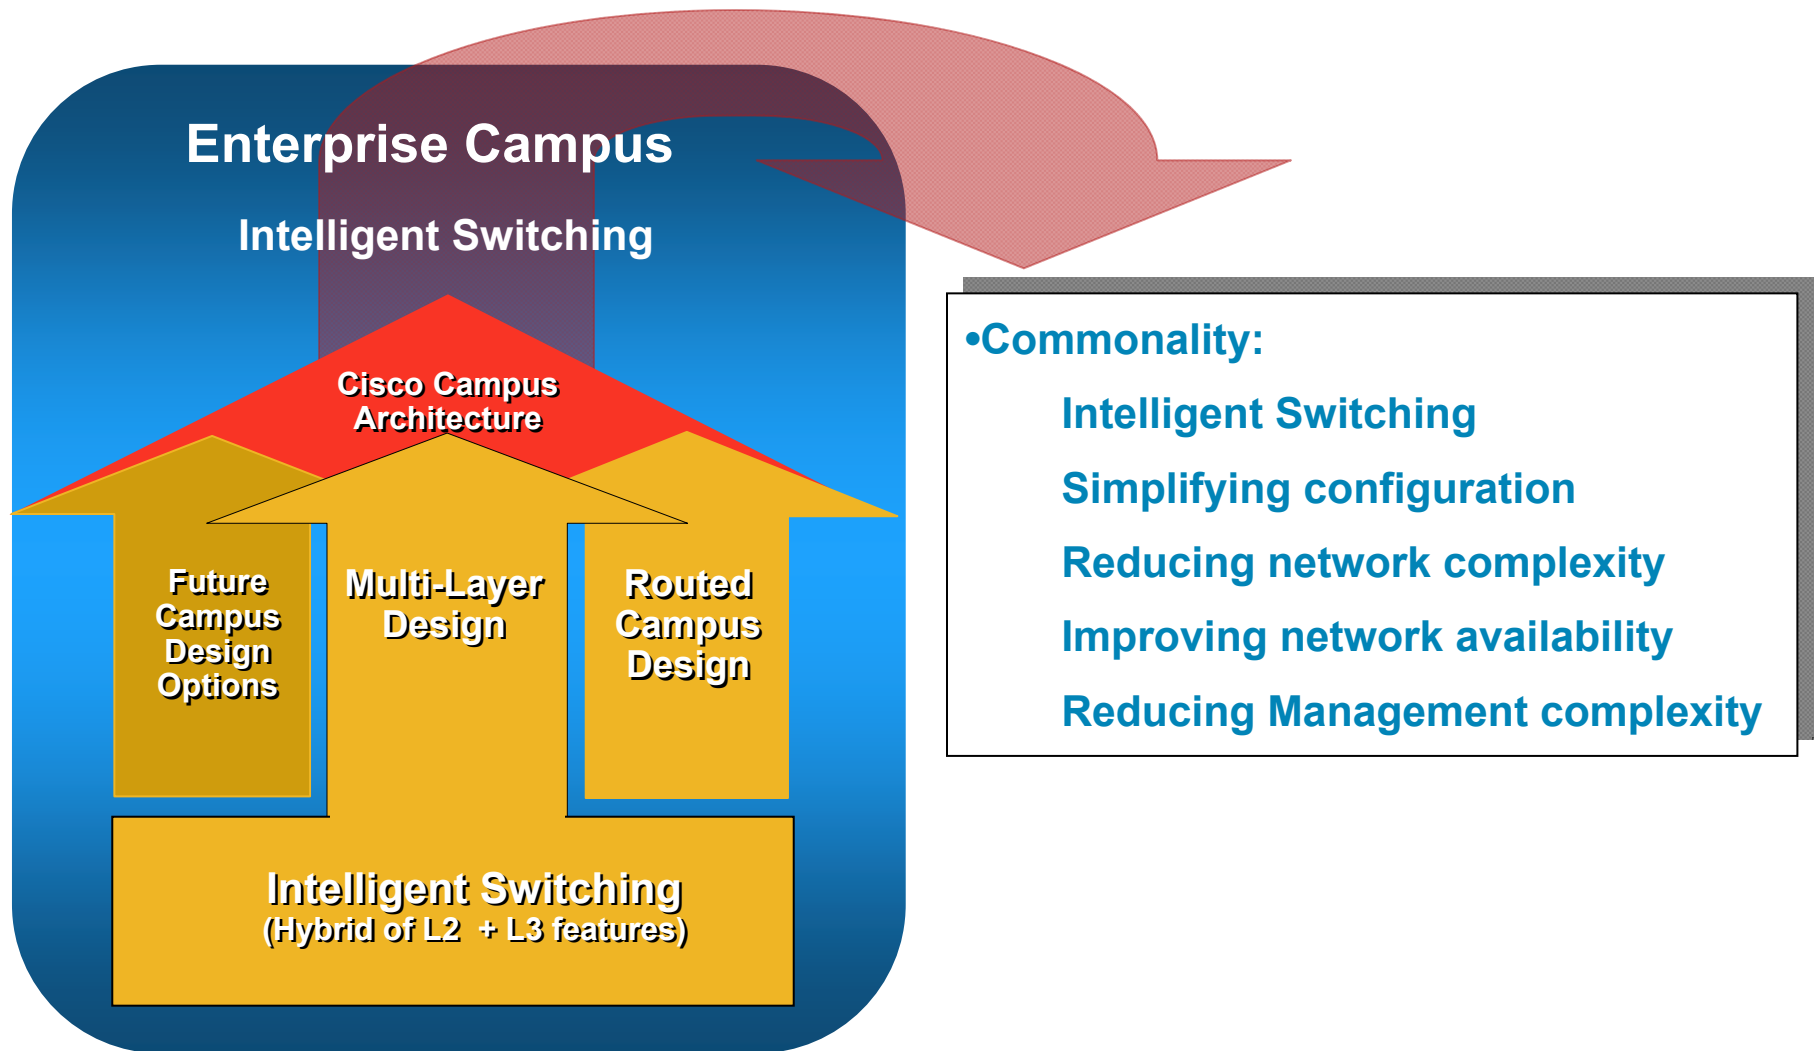 Enterprise Campus
Intelligent Switching
Cisco Campus
Architecture
Future
Campus
Design
Options
Multi-Layer
Design
Routed
Campus
Design
Intelligent Switching
(Hybrid of L2  + L3 features)
•Commonality:
Intelligent Switching
Simplifying configuration
Reducing network complexity
Improving network availability
Reducing Management complexity